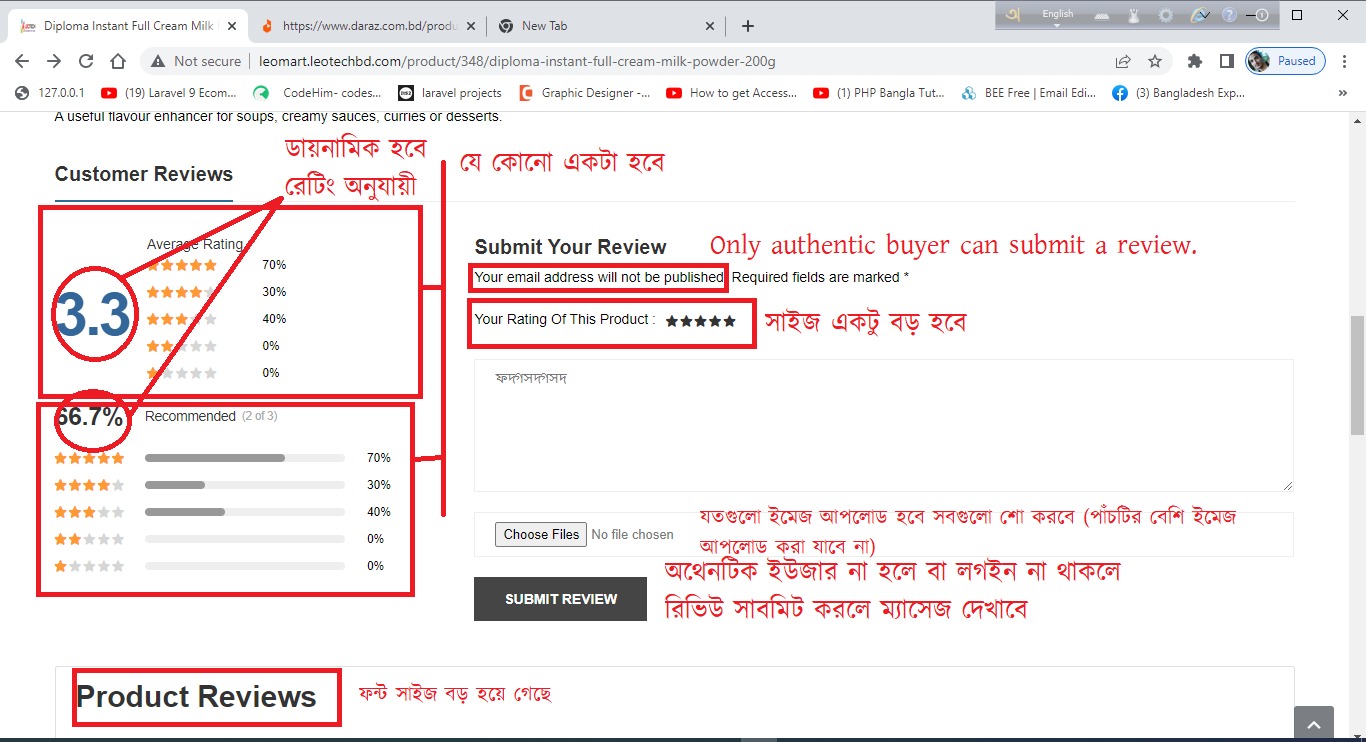 Diploma Instant Full Cream Milk
https://www.daraz.com.bd/produ
New Tab
English
Not secure
leomart.leotechbd.com/product/348/diploma-instant-full-cream-milk-powder-200g
Paused
127.0.0.1
(19) Laravel 9 Ecom...
CodeHim- codes...
laravel projects
Graphic Designer -...
How to get Access...
(1) PHP Bangla Tut...
BEE Free | Email Edi...
(3) Bangladesh Exp...
A useful flavour enhancer for soups, creamy sauces, curries or desserts.
ডায়নামিক হবে
রেটিং অনুযায়ী
যে কোনো একটা হবে
Customer Reviews
Average Rating
70%
30%
3.3
40%
0%
0%
66.7%
Recommended (2 of 3)
70%
30%
40%
0%
0%
Submit Your Review
Only authentic buyer can submit a review.
Your email address will not be published. Required fields are marked *
Your Rating Of This Product :
সাইজ একটু বড় হবে
ফদ্গসদ্গসদ
Choose Files No file chosen
যতগুলো ইমেজ আপলোড হবে সবগুলো শো করবে (পাঁচটির বেশি ইমেজ
আপলোড করা যাবে না)
অথেনটিক ইউজার না হলে বা লগইন না থাকলে
রিভিউ সাবমিট করলে ম্যাসেজ দেখাবে
SUBMIT REVIEW
Product Reviews
ফন্ট সাইজ বড় হয়ে গেছে